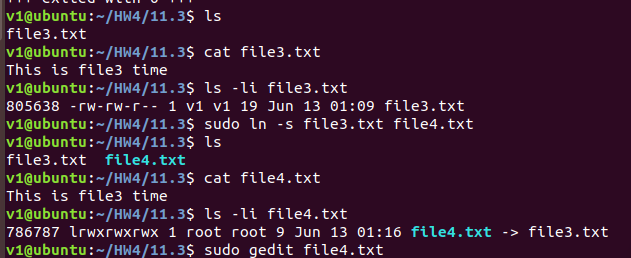 *** exited with 0 ***
v1@ubuntu:~/HW4/11.3$ ls
file3.txt
v1@ubuntu:~/HW4/11.3$ cat file3.txt
This is file3 time
v1@ubuntu:~/HW4/11.3$ ls -li file3.txt
805638 -rw-rw-r-- 1 v1 v1 19 Jun 13 01:09 file3.txt
v1@ubuntu:~/HW4/11.3$ sudo ln -s file3.txt file4.txt
v1@ubuntu:~/HW4/11.3$ ls
file3.txt  file4.txt
v1@ubuntu:~/HW4/11.3$ cat file4.txt
This is file3 time
v1@ubuntu:~/HW4/11.3$ ls -li file4.txt
786787 lrwxrwxrwx 1 root root 9 Jun 13 01:16 file4.txt -> file3.txt
v1@ubuntu:~/HW4/11.3$ sudo gedit file4.txt